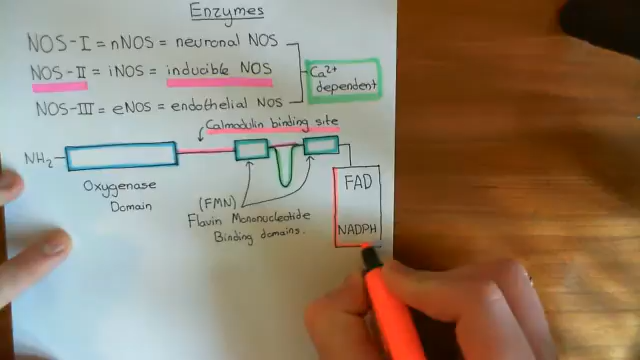 Enzymes
NOS-I = nNOS = neuronal NOS
NOS-II = iNOS = inducible NOS
NOS-III = eNOS = endothelial NOS
Ca2+
dependent
Calmodulin binding site
NH2
Oxygenase
Domain
(FMN)
Flavin Mononucleotide
Binding domains.
FAD
NADPH